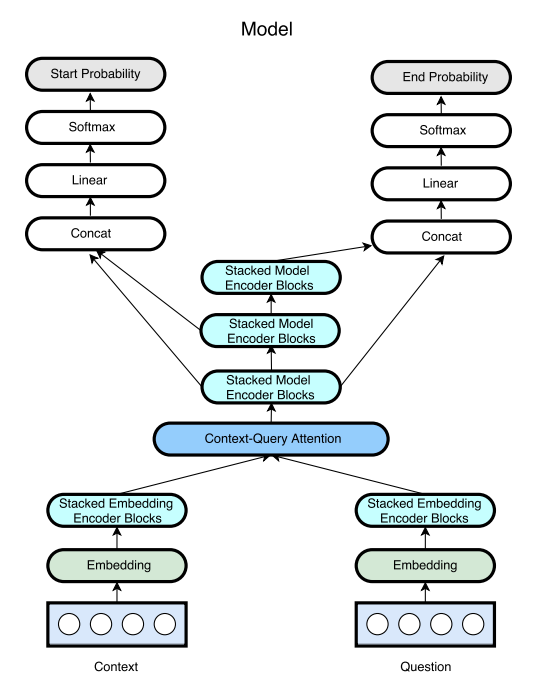 Model
Start Probability
End Probability
Softmax
Softmax
Linear
Linear
Concat
Concat
Stacked Model
Encoder Blocks
Stacked Model
Encoder Blocks
Stacked Model
Encoder Blocks
Context-Query Attention
Stacked Embedding
Encoder Blocks
Stacked Embedding
Encoder Blocks
Embedding
Embedding
Context
Question